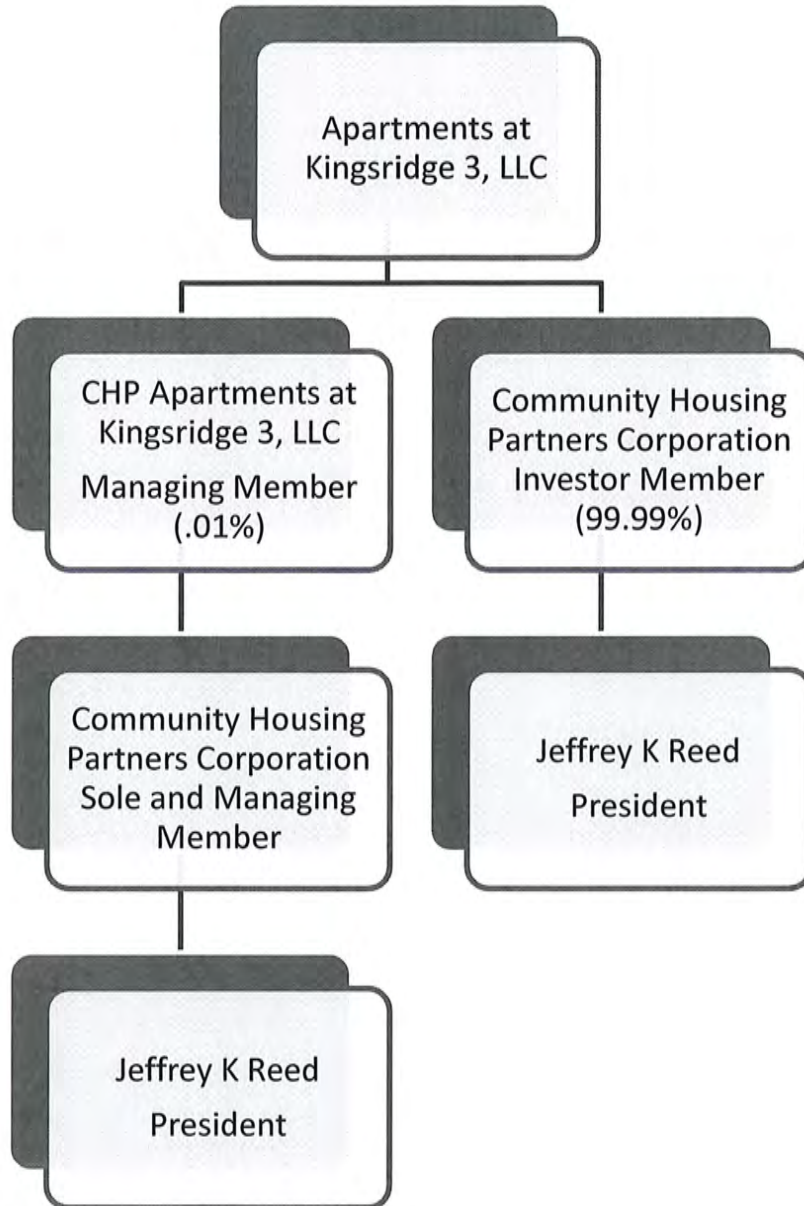 Apartments at
Kingsridge 3, LLC
CHP Apartments at
Kingsridge 3, LLC
Managing Member
(.01%)
Community Housing
Partners Corporation
Investor Member
(99.99%)
Community Housing
Partners Corporation
Sole and Managing
Member
Jeffrey K Reed
President
Jeffrey K Reed
President